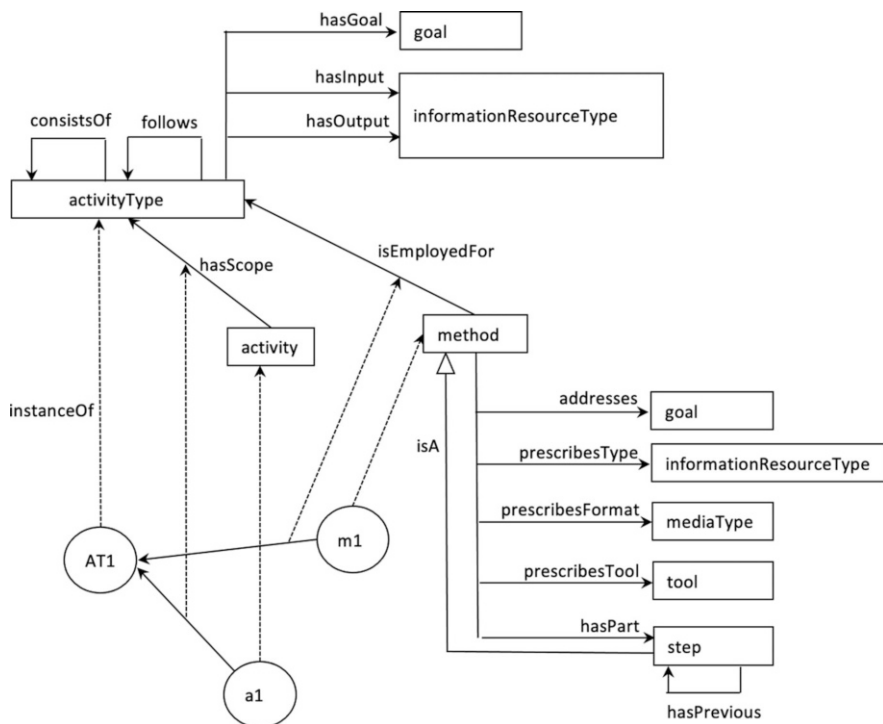 hasGoal
goal
hasInput
informationResourceType
hasOutput
consistsOf
follows
activityType
isEmployedFor
hasScope
activity
method
instanceOf
addresses
goal
isA
prescribesType
informationResourceType
prescribesFormat
mediaType
AT1
m1
prescribesTool
tool
hasPart
step
a1
hasPrevious